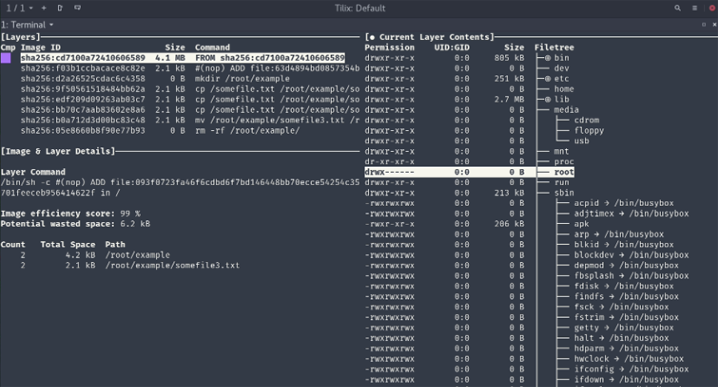 1 / 1
Tilix: Default
1: Terminal
[Layers]
Cmp Image ID Size Command
sha256:cd7100a72410606589 4.1 MB FROM sha256:cd7100a72410606589
sha256:f03b1ccbacace8c82e 2.1 kB #(nop) ADD file:63d4894bd0857354b
sha256:d2a26525cdac6c4358 0 B mkdir /root/example
sha256:9f50561518484bb62a 2.1 kB cp /somefile.txt /root/example/so
sha256:edf209d09263ab03c7 2.1 kB cp /somefile.txt /root/example/so
sha256:bb70c7aab83602e8a6 2.1 kB cp /somefile.txt /root/example/so
sha256:b0a712d3d00bc83c48 2.1 kB mv /root/example/somefile3.txt /r
sha256:05e8660b8f90e77b93 0 B rm -rf /root/example/
[Image & Layer Details]
Layer Command
/bin/sh -c #(nop) ADD file:093f0723fa46f6cdbd6f7bd146448bb70ecce54254c35
701feeceb956414622f in /
Image efficiency score: 99 %
Potential wasted space: 6.2 kB
Count Total Space Path
2 4.2 kB /root/example
2 2.1 kB /root/example/somefile3.txt
[● Current Layer Contents]
Permission UID:GID Size Filetree
drwxr-xr-x 0:0 805 kB ├─⊕ bin
drwxr-xr-x 0:0 0 B ├── dev
drwxr-xr-x 0:0 251 kB ├─⊕ etc
drwxr-xr-x 0:0 0 B ├── home
drwxr-xr-x 0:0 2.7 MB ├─⊕ lib
drwxr-xr-x 0:0 0 B ├── media
drwxr-xr-x 0:0 0 B │ ├── cdrom
drwxr-xr-x 0:0 0 B │ ├── floppy
drwxr-xr-x 0:0 0 B │ └── usb
drwxr-xr-x 0:0 0 B ├── mnt
dr-xr-xr-x 0:0 0 B ├── proc
drwx------ 0:0 0 B ├── root
drwxr-xr-x 0:0 0 B ├── run
drwxr-xr-x 0:0 213 kB ├── sbin
-rwxrwxrwx 0:0 0 B │ ├── acpid → /bin/busybox
-rwxrwxrwx 0:0 0 B │ ├── adjtimex → /bin/busybox
-rwxr-xr-x 0:0 206 kB │ ├── apk
-rwxrwxrwx 0:0 0 B │ ├── arp → /bin/busybox
-rwxrwxrwx 0:0 0 B │ ├── blkid → /bin/busybox
-rwxrwxrwx 0:0 0 B │ ├── blockdev → /bin/busybox
-rwxrwxrwx 0:0 0 B │ ├── depmod → /bin/busybox
-rwxrwxrwx 0:0 0 B │ ├── fbsplash → /bin/busybox
-rwxrwxrwx 0:0 0 B │ ├── fdisk → /bin/busybox
-rwxrwxrwx 0:0 0 B │ ├── findfs → /bin/busybox
-rwxrwxrwx 0:0 0 B │ ├── fsck → /bin/busybox
-rwxrwxrwx 0:0 0 B │ ├── fstrim → /bin/busybox
-rwxrwxrwx 0:0 0 B │ ├── getty → /bin/busybox
-rwxrwxrwx 0:0 0 B │ ├── halt → /bin/busybox
-rwxrwxrwx 0:0 0 B │ ├── hdparm → /bin/busybox
-rwxrwxrwx 0:0 0 B │ ├── hwclock → /bin/busybox
-rwxrwxrwx 0:0 0 B │ ├── ifconfig → /bin/busybox
-rwxrwxrwx 0:0 0 B │ ├── ifdown → /bin/busybox